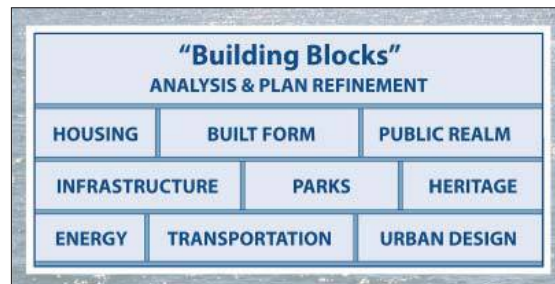 “Building Blocks”
ANALYSIS & PLAN REFINEMENT
HOUSING BUILT FORM PUBLIC REALM
INFRASTRUCTURE PARKS HERITAGE
ENERGY TRANSPORTATION URBAN DESIGN